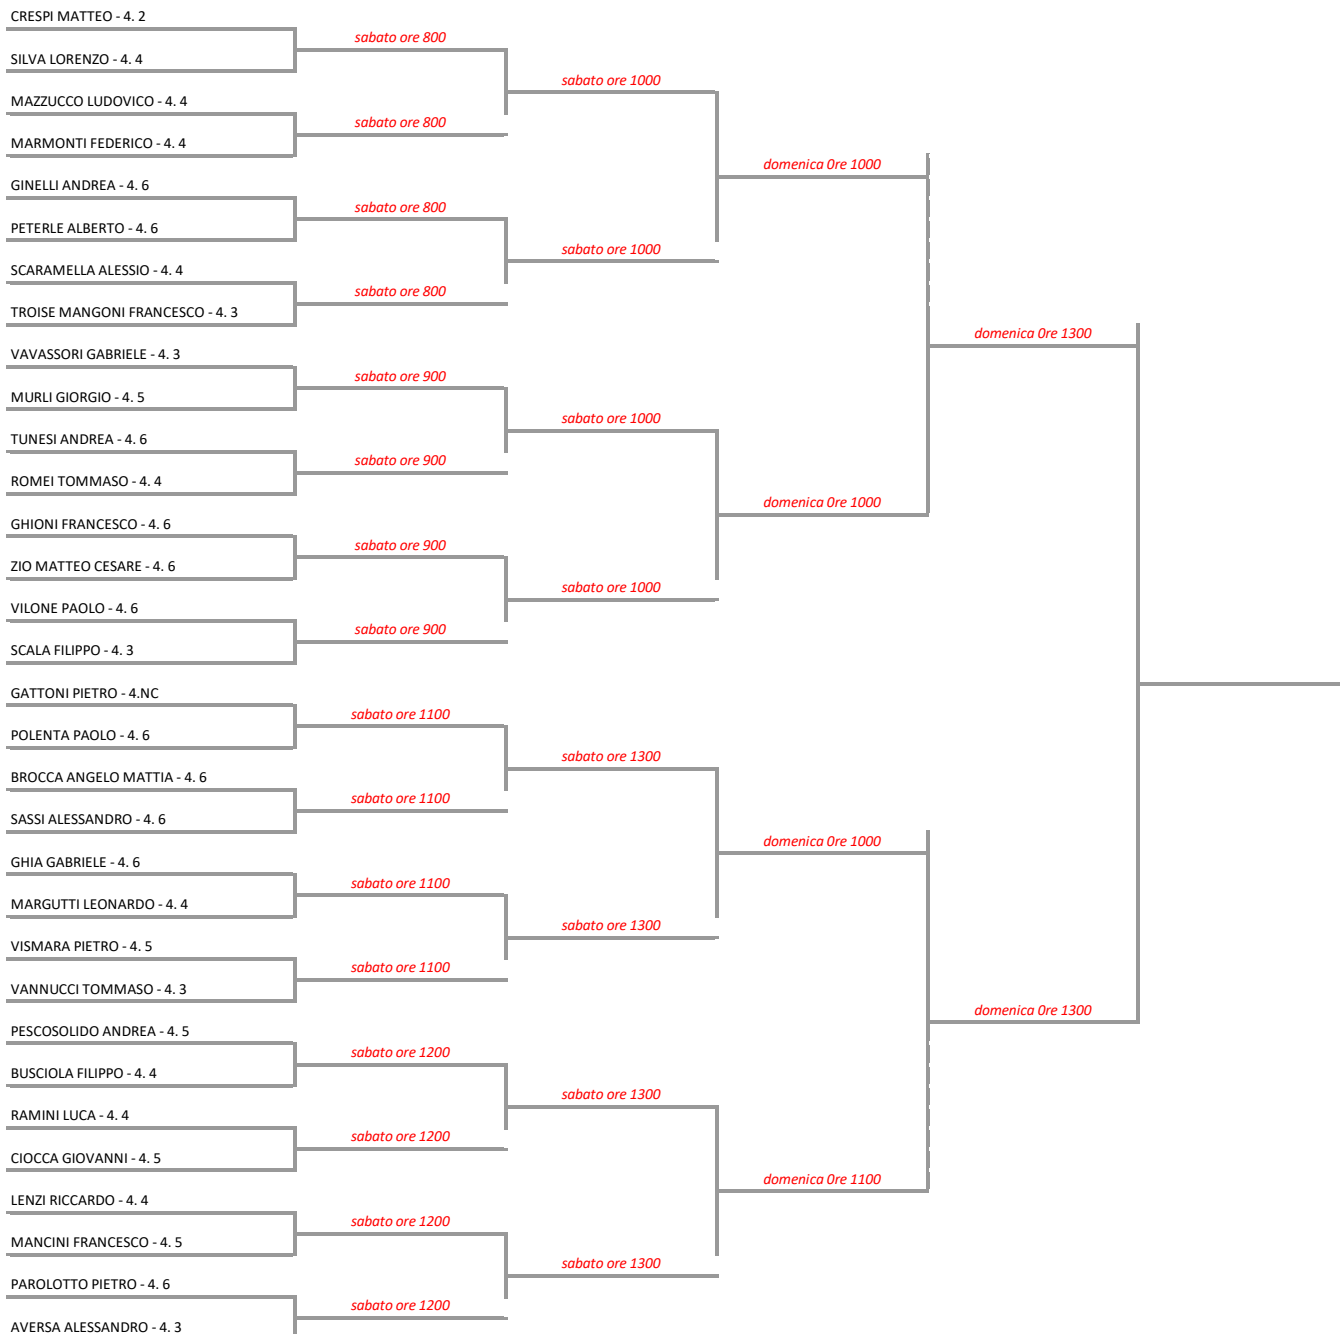 CRESPI MATTEO - 4. 2
sabato ore 800
SILVA LORENZO - 4. 4
sabato ore 1000
MAZZUCCO LUDOVICO - 4. 4
sabato ore 800
MARMONTI FEDERICO - 4. 4
domenica 0re 1000
GINELLI ANDREA - 4. 6
sabato ore 800
PETERLE ALBERTO - 4. 6
sabato ore 1000
SCARAMELLA ALESSIO - 4. 4
sabato ore 800
TROISE MANGONI FRANCESCO - 4. 3
domenica 0re 1300
VAVASSORI GABRIELE - 4. 3
sabato ore 900
MURLI GIORGIO - 4. 5
sabato ore 1000
TUNESI ANDREA - 4. 6
sabato ore 900
ROMEI TOMMASO - 4. 4
domenica 0re 1000
GHIONI FRANCESCO - 4. 6
sabato ore 900
ZIO MATTEO CESARE - 4. 6
sabato ore 1000
VILONE PAOLO - 4. 6
sabato ore 900
SCALA FILIPPO - 4. 3
GATTONI PIETRO - 4.NC
sabato ore 1100
POLENTA PAOLO - 4. 6
sabato ore 1300
BROCCA ANGELO MATTIA - 4. 6
sabato ore 1100
SASSI ALESSANDRO - 4. 6
domenica 0re 1000
GHIA GABRIELE - 4. 6
sabato ore 1100
MARGUTTI LEONARDO - 4. 4
sabato ore 1300
VISMARA PIETRO - 4. 5
sabato ore 1100
VANNUCCI TOMMASO - 4. 3
domenica 0re 1300
PESCOSOLIDO ANDREA - 4. 5
sabato ore 1200
BUSCIOLA FILIPPO - 4. 4
sabato ore 1300
RAMINI LUCA - 4. 4
sabato ore 1200
CIOCCA GIOVANNI - 4. 5
domenica 0re 1100
LENZI RICCARDO - 4. 4
sabato ore 1200
MANCINI FRANCESCO - 4. 5
sabato ore 1300
PAROLOTTO PIETRO - 4. 6
sabato ore 1200
AVERSA ALESSANDRO - 4. 3